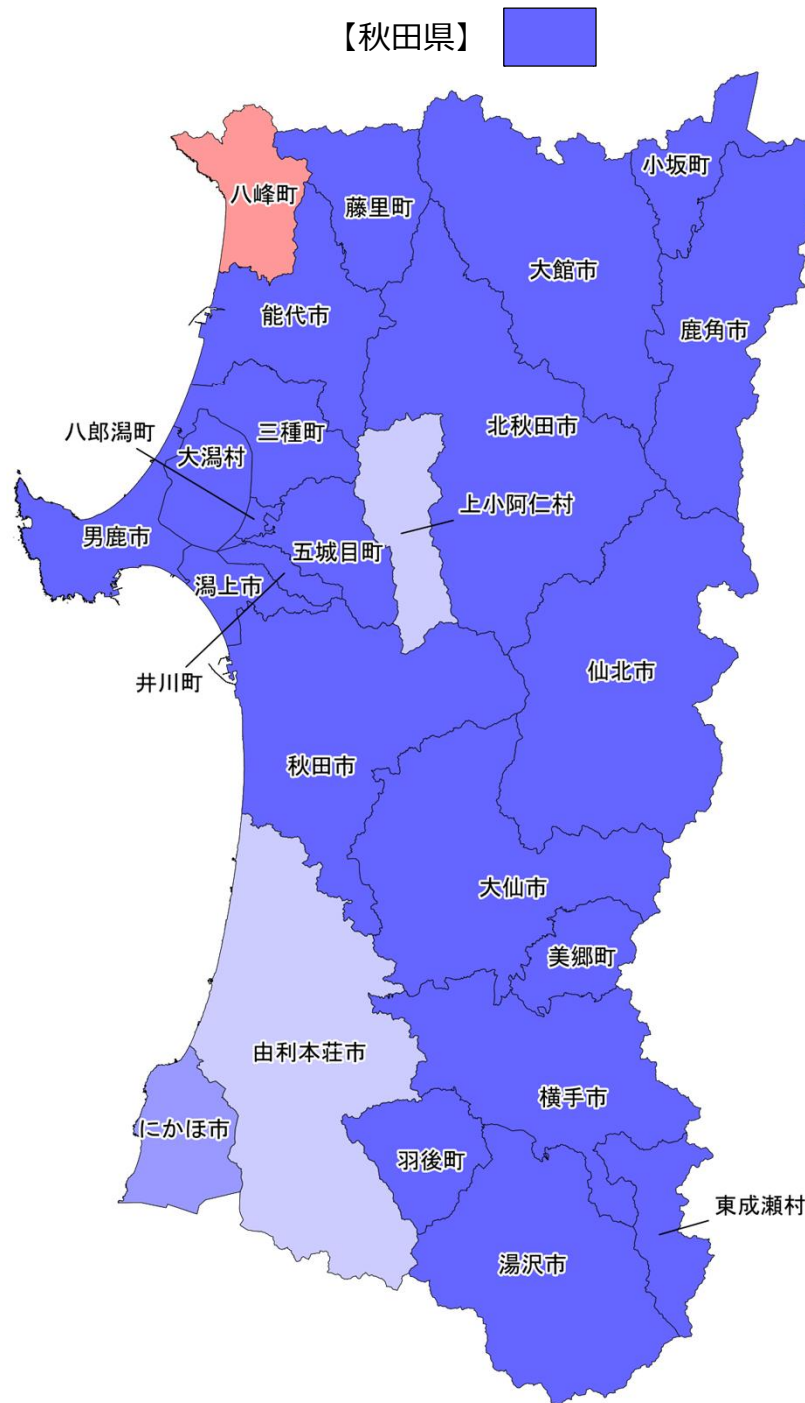 【秋田県】
八峰町
藤里町
小坂町
大館市
能代市
鹿角市
八郎潟町
三種町
北秋田市
大潟村
上小阿仁村
男鹿市
五城目町
潟上市
井川町
仙北市
秋田市
大仙市
美郷町
由利本荘市
横手市
にかほ市
羽後町
東成瀬村
湯沢市